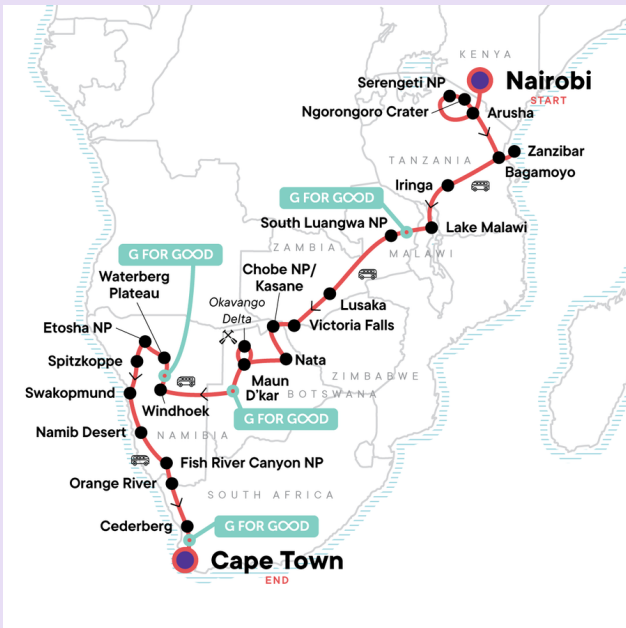 KENYA
Serengeti NP
Nairobi
START
Ngorongoro Crater
Arusha
TANZANIA
Zanzibar
Bagamoyo
Iringa
G FOR GOOD
South Luangwa NP
Lake Malawi
ZAMBIA
MALAWI
G FOR GOOD
Waterberg
Plateau
Chobe NP/
Kasane
Okavango
Delta
Lusaka
Victoria Falls
Etosha NP
Spitzkoppe
Nata
ZIMBABWE
Maun
D'kar
BOTSWANA
Swakopmund
Windhoek
G FOR GOOD
Namib Desert
NAMIBIA
Fish River Canyon NP
Orange River
SOUTH AFRICA
Cederberg
G FOR GOOD
Cape Town
END